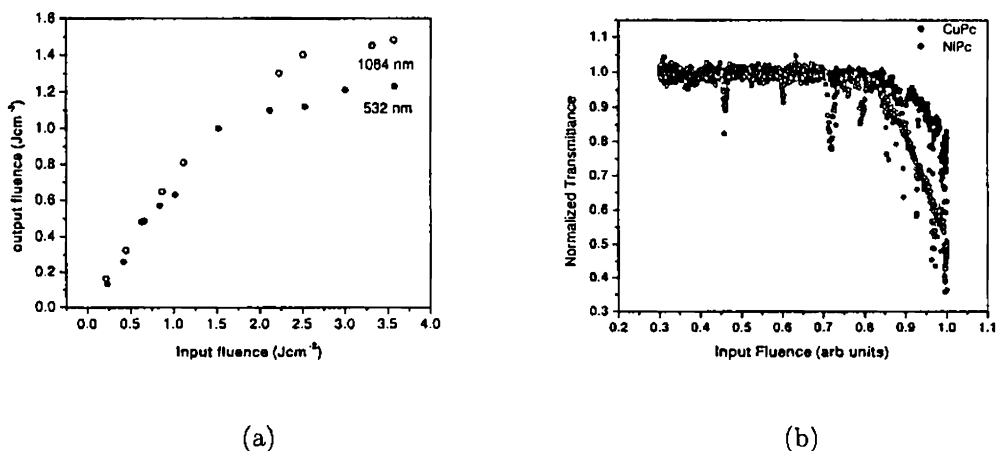 1.6
1.4
1.2
1.0
0.8
0.6
0.4
0.2
0.0
output fluence (Jcm⁻²)
1064 nm
532 nm
0.0 0.5 1.0 1.5 2.0 2.5 3.0 3.5 4.0
Input fluence (Jcm⁻²)
(a)
CuPc
NiPc
1.1
1.0
0.9
0.8
0.7
0.6
0.5
0.4
0.3
Normalized Transmittance
0.2 0.3 0.4 0.5 0.6 0.7 0.8 0.9 1.0 1.1
Input Fluence (arb units)
(b)